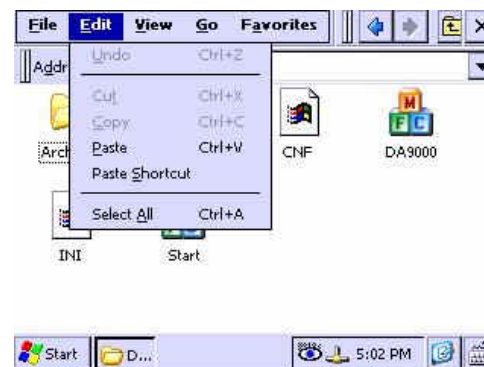 File Edit View Go Favorites
Addr
Undo Ctrl+Z
Cut Ctrl+X
Copy Ctrl+C
Paste Ctrl+V
Paste Shortcut
Select All Ctrl+A
Arch
M
F C
CNF DA9000
INI Start
Start D... 5:02 PM